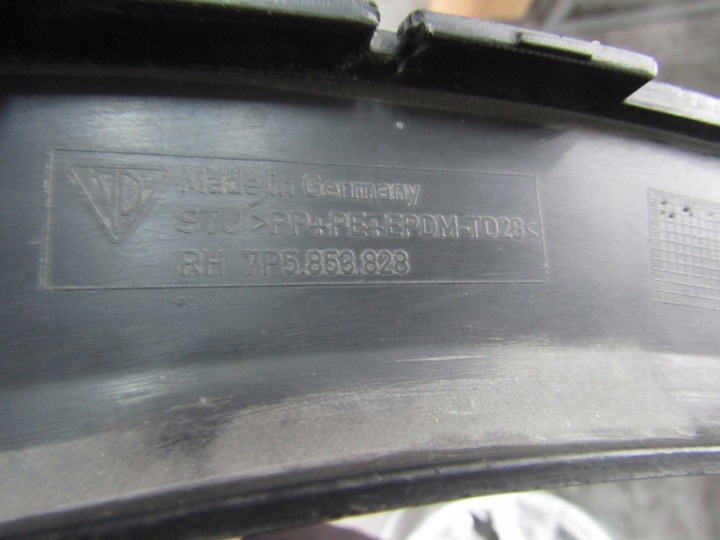 Made in Germany
STU >PP+PE+EPDM-TD28<
RH 7P5.853.828